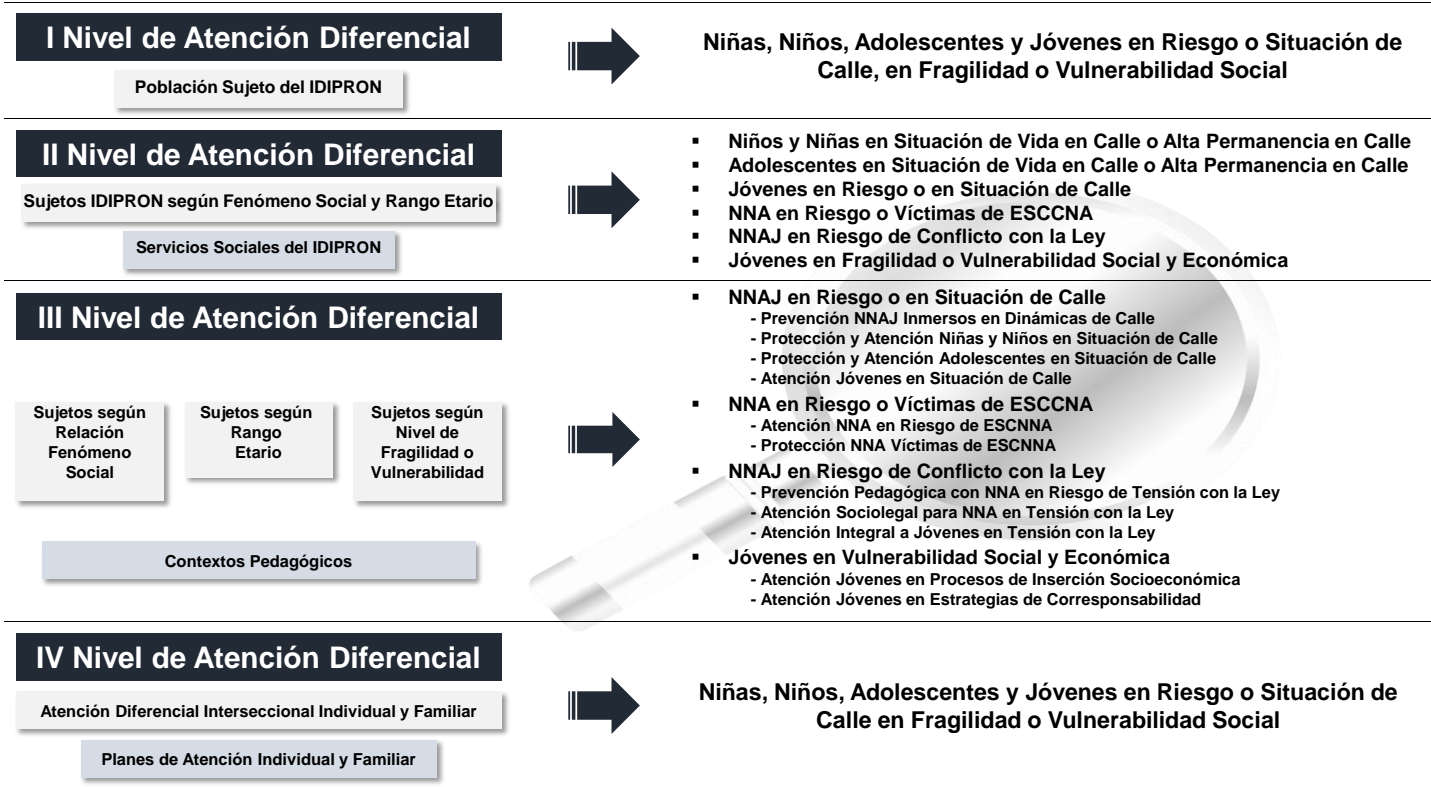 I Nivel de Atención Diferencial
Población Sujeto del IDIPRON
Niñas, Niños, Adolescentes y Jóvenes en Riesgo o Situación de
Calle, en Fragilidad o Vulnerabilidad Social
II Nivel de Atención Diferencial
Sujetos IDIPRON según Fenómeno Social y Rango Etario
Servicios Sociales del IDIPRON
▪ Niños y Niñas en Situación de Vida en Calle o Alta Permanencia en Calle
▪ Adolescentes en Situación de Vida en Calle o Alta Permanencia en Calle
▪ Jóvenes en Riesgo o en Situación de Calle
▪ NNA en Riesgo o Víctimas de ESCCNA
▪ NNAJ en Riesgo de Conflicto con la Ley
▪ Jóvenes en Fragilidad o Vulnerabilidad Social y Económica
III Nivel de Atención Diferencial
Sujetos según
Relación
Fenómeno
Social
Sujetos según
Rango
Etario
Sujetos según
Nivel de
Fragilidad o
Vulnerabilidad
Contextos Pedagógicos
▪ NNAJ en Riesgo o en Situación de Calle
- Prevención NNAJ Inmersos en Dinámicas de Calle
- Protección y Atención Niñas y Niños en Situación de Calle
- Protección y Atención Adolescentes en Situación de Calle
- Atención Jóvenes en Situación de Calle
▪ NNA en Riesgo o Víctimas de ESCCNA
- Atención NNA en Riesgo de ESCNNA
- Protección NNA Víctimas de ESCNNA
▪ NNAJ en Riesgo de Conflicto con la Ley
- Prevención Pedagógica con NNA en Riesgo de Tensión con la Ley
- Atención Sociolegal para NNA en Tensión con la Ley
- Atención Integral a Jóvenes en Tensión con la Ley
▪ Jóvenes en Vulnerabilidad Social y Económica
- Atención Jóvenes en Procesos de Inserción Socioeconómica
- Atención Jóvenes en Estrategias de Corresponsabilidad
IV Nivel de Atención Diferencial
Atención Diferencial Interseccional Individual y Familiar
Planes de Atención Individual y Familiar
Niñas, Niños, Adolescentes y Jóvenes en Riesgo o Situación de
Calle en Fragilidad o Vulnerabilidad Social